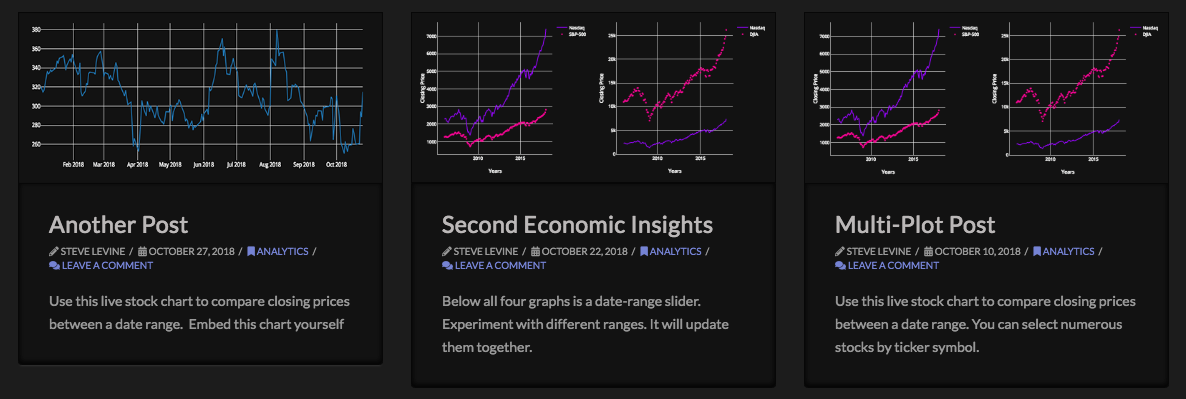 380
360
340
320
300
280
260
Feb 2018 Mar 2018 Apr 2018 May 2018 Jun 2018 Jul 2018 Aug 2018 Sep 2018 Oct 2018
Another Post
STEVE LEVINE / OCTOBER 27, 2018 / ANALYTICS /
LEAVE A COMMENT
Use this live stock chart to compare closing prices
between a date range. Embed this chart yourself
Nasdaq
S&P-500
Closing Price
7000
6000
5000
4000
3000
2000
1000
2010 2015
Years
Nasdaq
DJIA
Closing Price
25k
20k
15k
10k
5k
0
2010 2015
Second Economic Insights
STEVE LEVINE / OCTOBER 22, 2018 / ANALYTICS /
LEAVE A COMMENT
Below all four graphs is a date-range slider.
Experiment with different ranges. It will update
them together.
Nasdaq
S&P-500
Closing Price
7000
6000
5000
4000
3000
2000
1000
2010 2015
Years
Nasdaq
DJIA
Closing Price
25k
20k
15k
10k
5k
0
2010 2015
Multi-Plot Post
STEVE LEVINE / OCTOBER 10, 2018 / ANALYTICS /
LEAVE A COMMENT
Use this live stock chart to compare closing prices
between a date range. You can select numerous
stocks by ticker symbol.